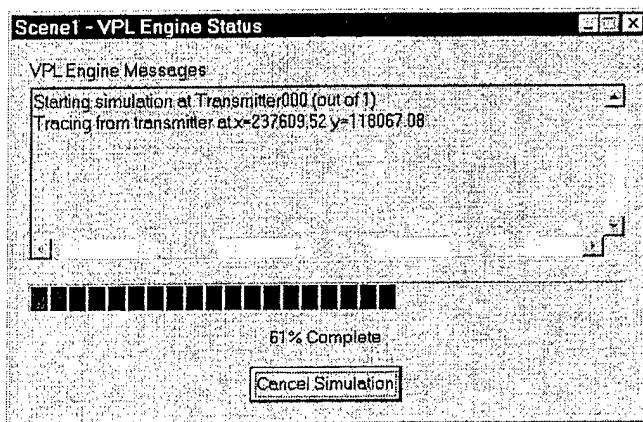 Scene1 - VPL Engine Status
VPL Engine Messages
Starting simulation at Transmitter000 (out of 1)
Tracing from transmitter at x=237609.52 y=118067.08
61% Complete
Cancel Simulation